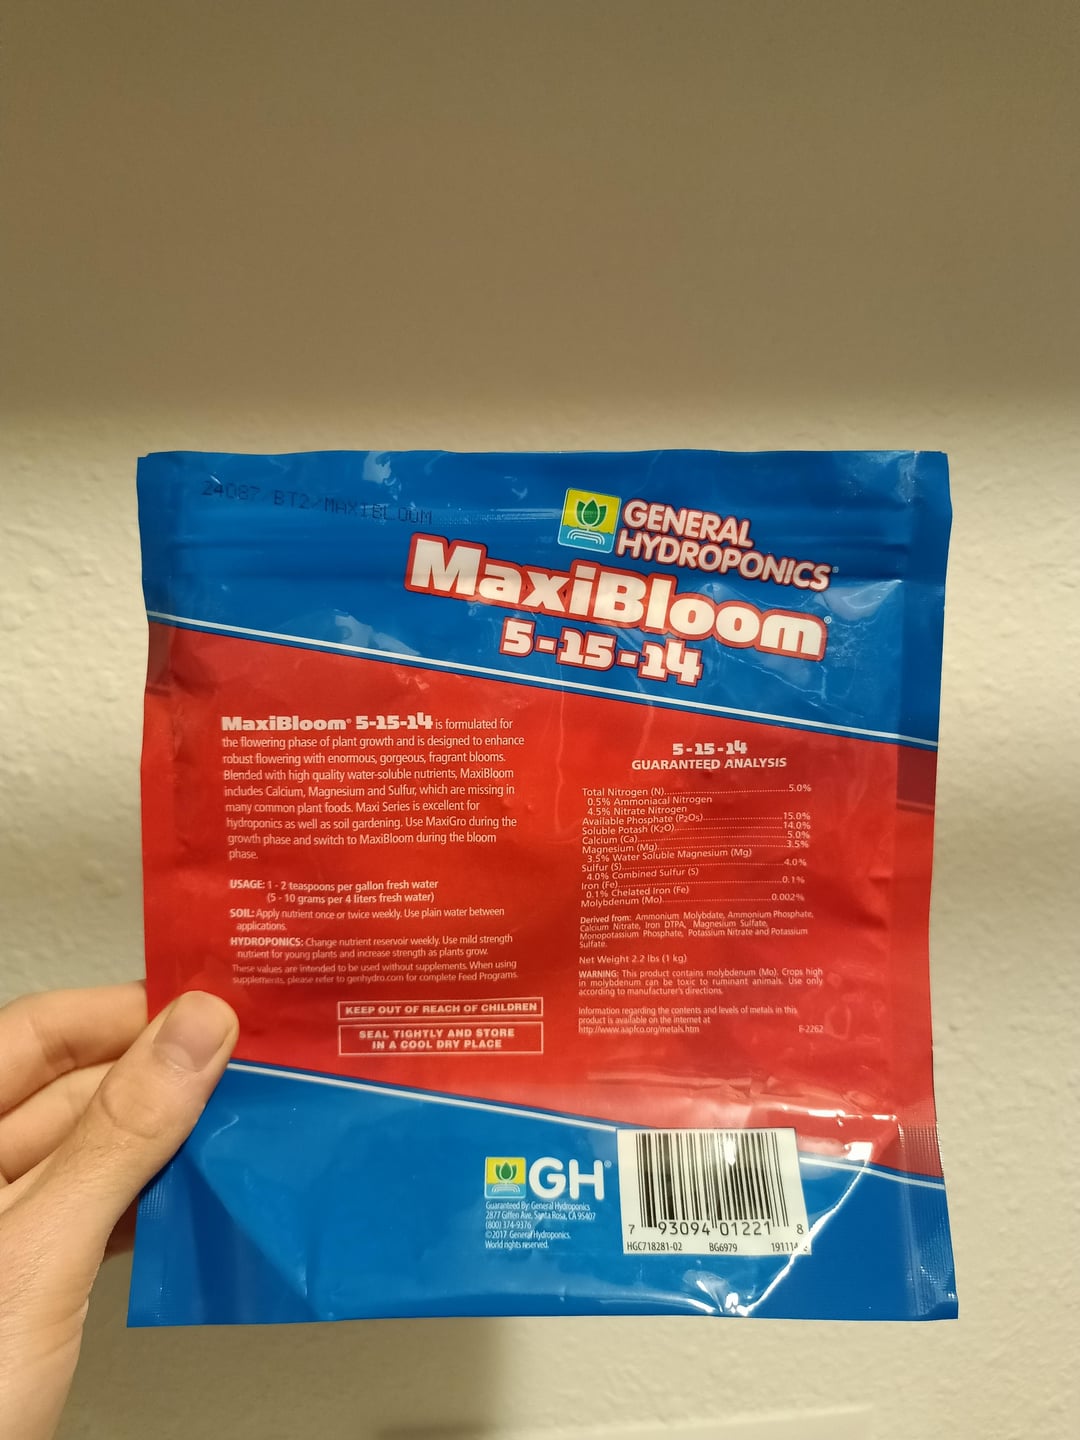 24087/BT2/MAXIBLOUM
GENERAL
HYDROPONICS®
MaxiBloom®
5-15-14
MaxiBloom® 5-15-14 is formulated for
the flowering phase of plant growth and is designed to enhance
robust flowering with enormous, gorgeous, fragrant blooms.
Blended with high quality water-soluble nutrients, MaxiBloom
includes Calcium, Magnesium and Sulfur, which are missing in
many common plant foods. Maxi Series is excellent for
hydroponics as well as soil gardening. Use MaxiGro during the
growth phase and switch to MaxiBloom during the bloom
phase.
USAGE: 1 - 2 teaspoons per gallon fresh water
(5 - 10 grams per 4 liters fresh water)
SOIL: Apply nutrient once or twice weekly. Use plain water between
applications.
HYDROPONICS: Change nutrient reservoir weekly. Use mild strength
nutrient for young plants and increase strength as plants grow.
These values are intended to be used without supplements. When using
supplements, please refer to genhydro.com for complete Feed Programs.
KEEP OUT OF REACH OF CHILDREN
SEAL TIGHTLY AND STORE
IN A COOL DRY PLACE
5-15-14
GUARANTEED ANALYSIS
Total Nitrogen (N)...5.0%
0.5% Ammoniacal Nitrogen
4.5% Nitrate Nitrogen
Available Phosphate (P₂O₅)...15.0%
Soluble Potash (K₂O)...14.0%
Calcium (Ca)...5.0%
Magnesium (Mg)...3.5%
3.5% Water Soluble Magnesium (Mg)
Sulfur (S)...4.0%
4.0% Combined Sulfur (S)
Iron (Fe)...0.1%
0.1% Chelated Iron (Fe)
Molybdenum (Mo)...0.002%
Derived from: Ammonium Molybdate, Ammonium Phosphate,
Calcium Nitrate, Iron DTPA, Magnesium Sulfate,
Monopotassium Phosphate, Potassium Nitrate and Potassium
Sulfate.
Net Weight 2.2 lbs (1 kg)
WARNING: This product contains molybdenum (Mo). Crops high
in molybdenum can be toxic to ruminant animals. Use only
according to manufacturer's directions.
Information regarding the contents and levels of metals in this
product is available on the internet at
http://www.aapfco.org/metals.htm F-2262
GH®
Guaranteed By: General Hydroponics
2877 Giffen Ave, Santa Rosa, CA 95407
(800) 374-9376
©2017 General Hydroponics.
World rights reserved.
7 93094 01221 8
HGC718281-02 BG6979 191114